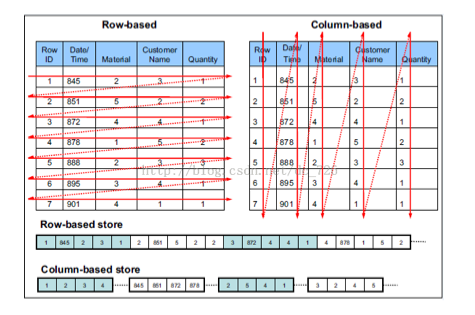 Row-based Column-based
Row ID Date/ Time Material Customer Name Quantity Row ID Date/ Time Material Customer Name Quantity
1 845 2 3 1 1 845 2 3 1
2 851 5 2 2 2 851 5 2 2
3 872 4 4 1 3 872 4 4 1
4 878 1 5 2 4 878 1 5 2
5 888 2 3 3 5 888 2 3 3
6 895 3 4 1 6 895 3 4 1
7 901 4 1 1 7 901 4 1 1
Row-based store
1 845 2 3 1 2 851 5 2 2 3 872 4 4 1 4 878 1 5 2
Column-based store
1 2 3 4 845 851 872 878 2 5 4 1 3 2 4 5